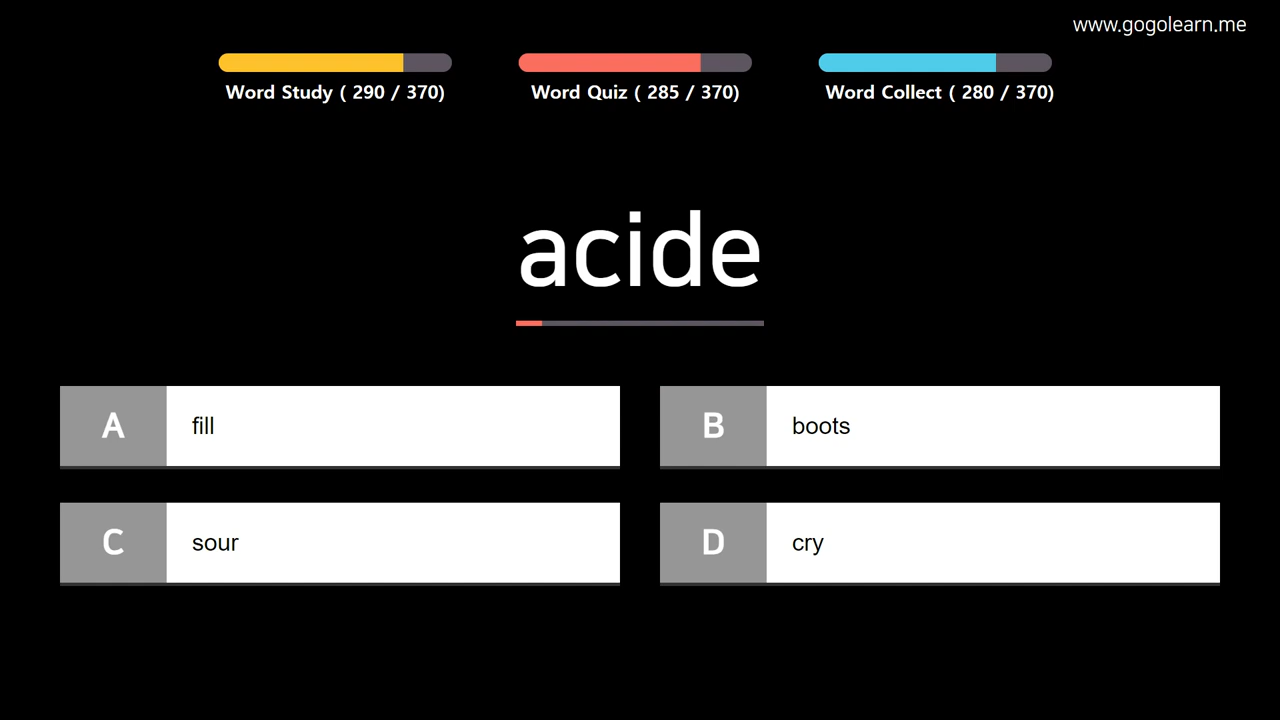 www.gogolearn.me
Word Study ( 290 / 370)
Word Quiz ( 285 / 370)
Word Collect ( 280 / 370)
acide
A fill
B boots
C sour
D cry